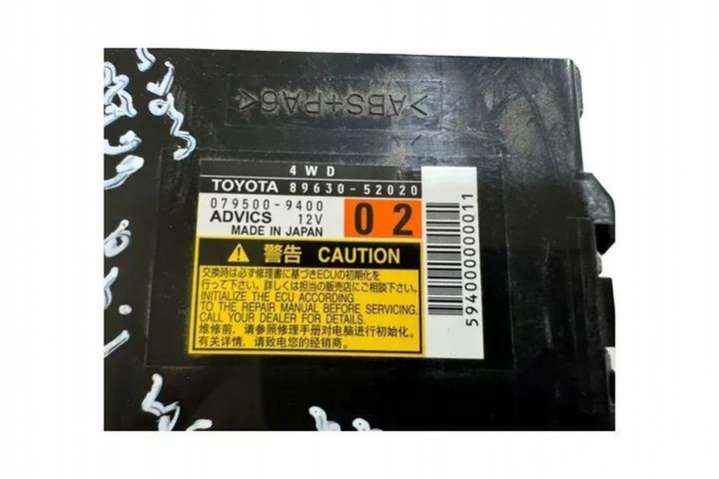 >ABS+PA6<
4WD
TOYOTA 89630-52020
079500-9400
ADVICS 12V
MADE IN JAPAN
02
警告 CAUTION
交換時は必ず修理書に基づきECUの初期化を
行って下さい。詳しくは担当の販売店にご相談下さい。
INITIALIZE THE ECU ACCORDING
TO THE REPAIR MANUAL BEFORE SERVICING.
CALL YOUR DEALER FOR DETAILS.
维修前，请参照修理手册对电脑进行初始化。
有关详情，请致电您的经销商。
594000000011